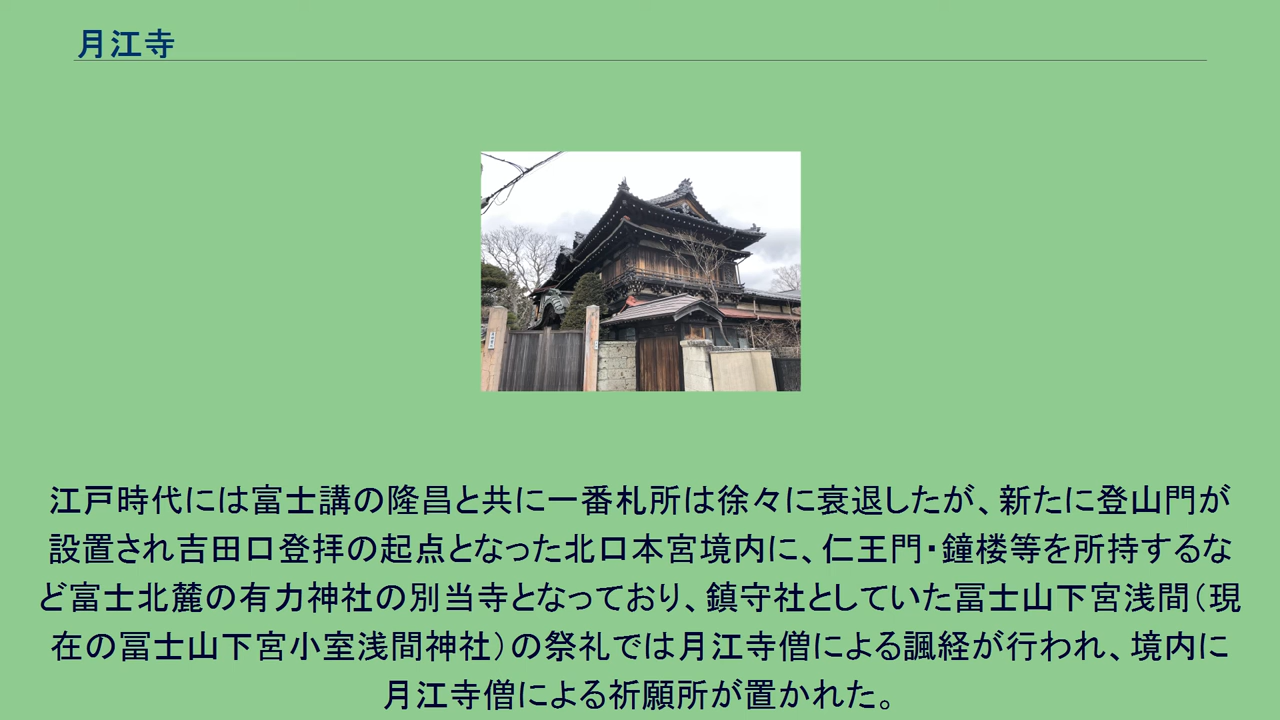 月江寺
江戸時代には富士講の隆昌と共に一番札所は徐々に衰退したが、新たに登山門が
設置され吉田口登拝の起点となった北口本宮境内に、仁王門・鐘楼等を所持するな
ど富士北麓の有力神社の別当寺となっており、鎮守社としていた冨士山下宮浅間（現
在の冨士山下宮小室浅間神社）の祭礼では月江寺僧による諷経が行われ、境内に
月江寺僧による祈願所が置かれた。